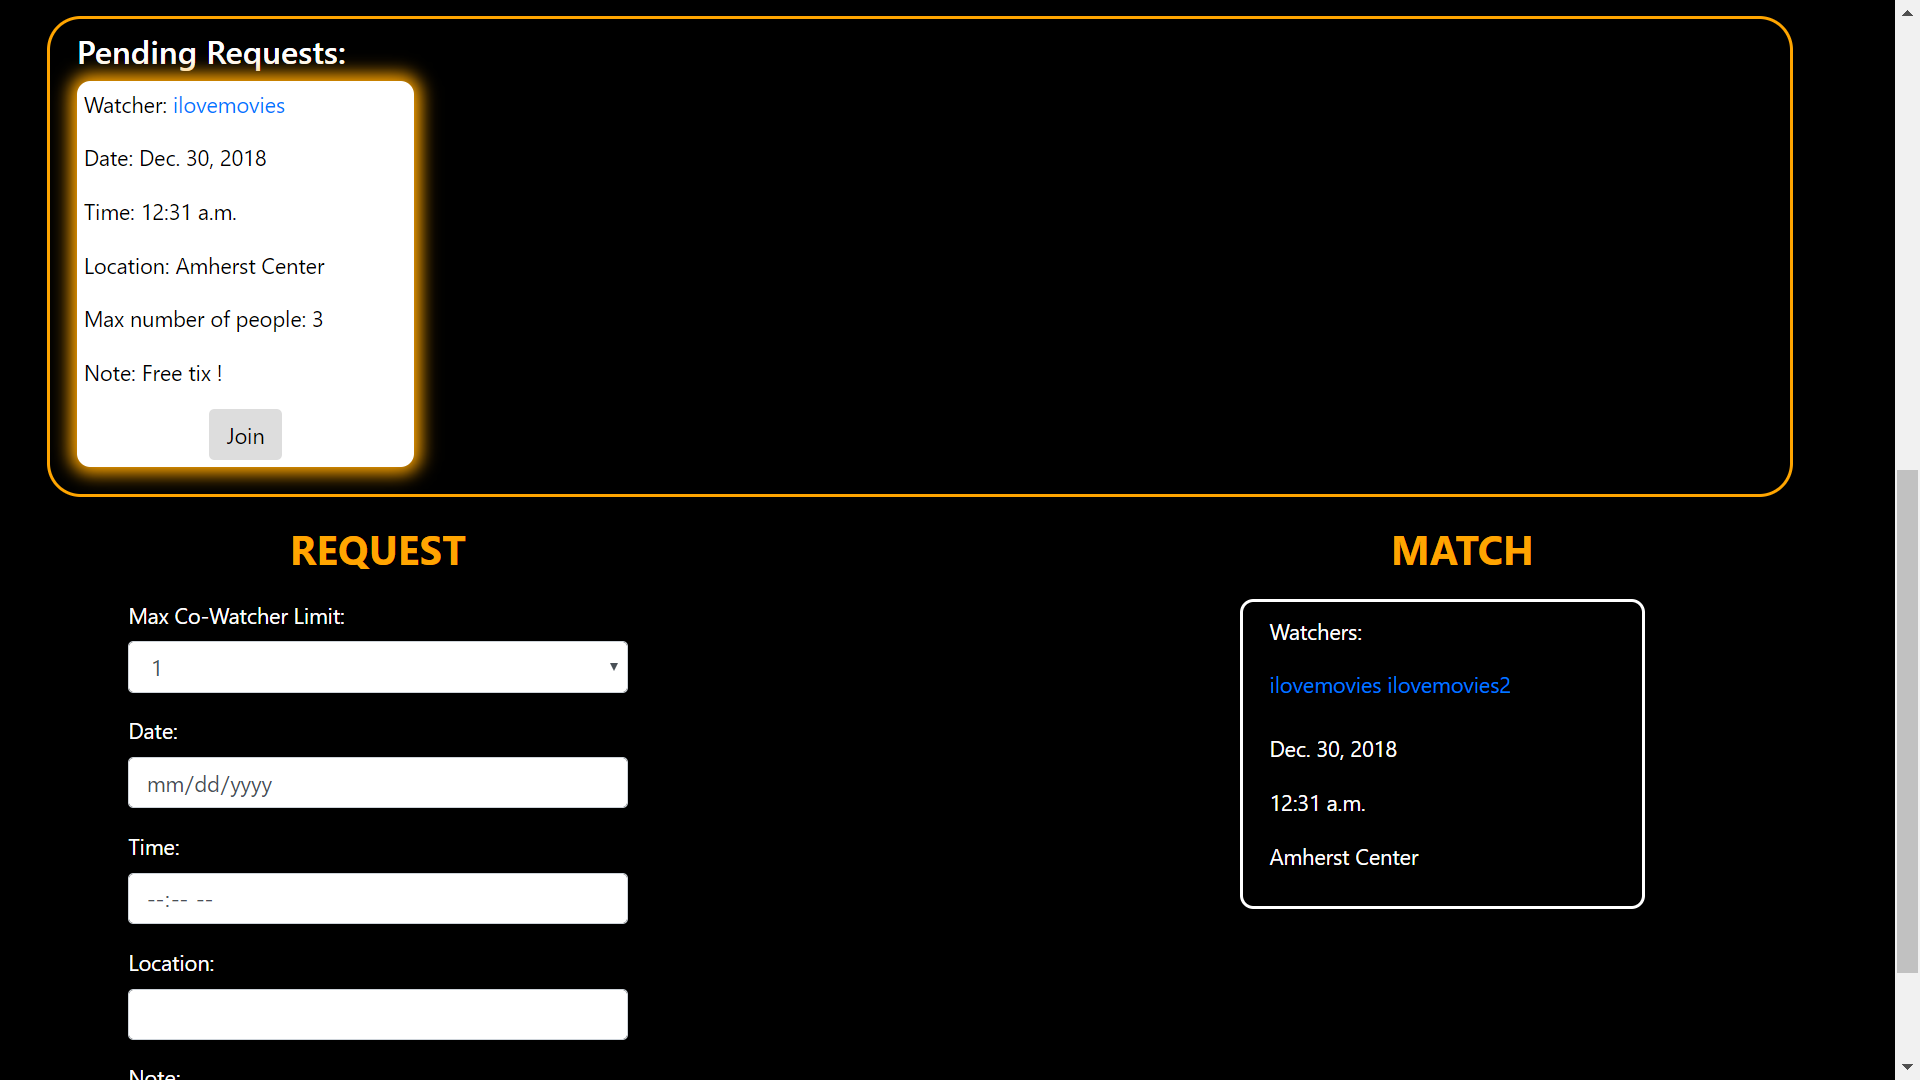 Pending Requests:
Watcher: ilovemovies
Date: Dec. 30, 2018
Time: 12:31 a.m.
Location: Amherst Center
Max number of people: 3
Note: Free tix !
Join
REQUEST
Max Co-Watcher Limit:
1
Date:
mm/dd/yyyy
Time:
--:-- --
Location:
Note:
MATCH
Watchers:
ilovemovies ilovemovies2
Dec. 30, 2018
12:31 a.m.
Amherst Center